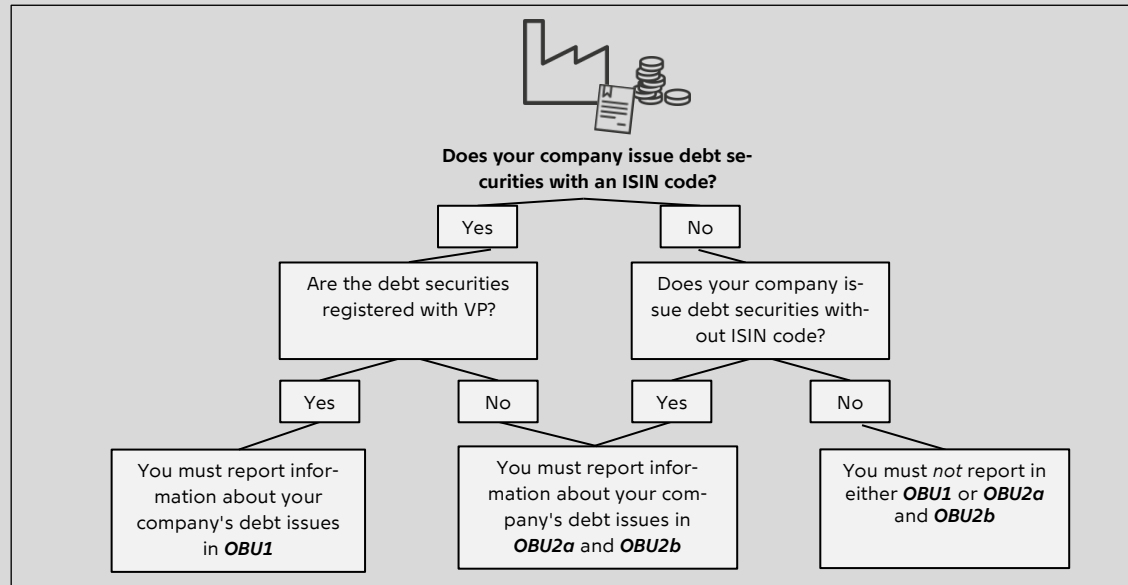 Does your company issue debt se-
curities with an ISIN code?
Yes
No
Are the debt securities
registered with VP?
Does your company is-
sue debt securities with-
out ISIN code?
Yes
No
Yes
No
You must report infor-
mation about your
company's debt issues
in OBU1
You must report infor-
mation about your com-
pany's debt issues in
OBU2a and OBU2b
You must not report in
either OBU1 or OBU2a
and OBU2b